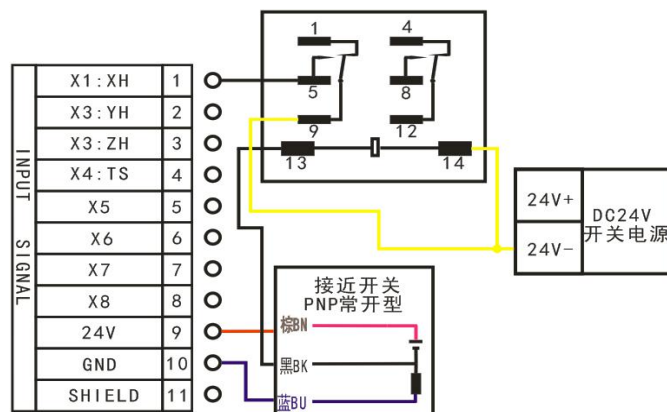 INPUT SIGNAL
X1:XH 1
X3:YH 2
X3:ZH 3
X4:TS 4
X5 5
X6 6
X7 7
X8 8
24V 9
GND 10
SHIELD 11
1 4
5 8
9 12
13 14
24V+
24V-
DC24V
开关电源
接近开关
PNP常开型
棕BN
黑BK
蓝BU